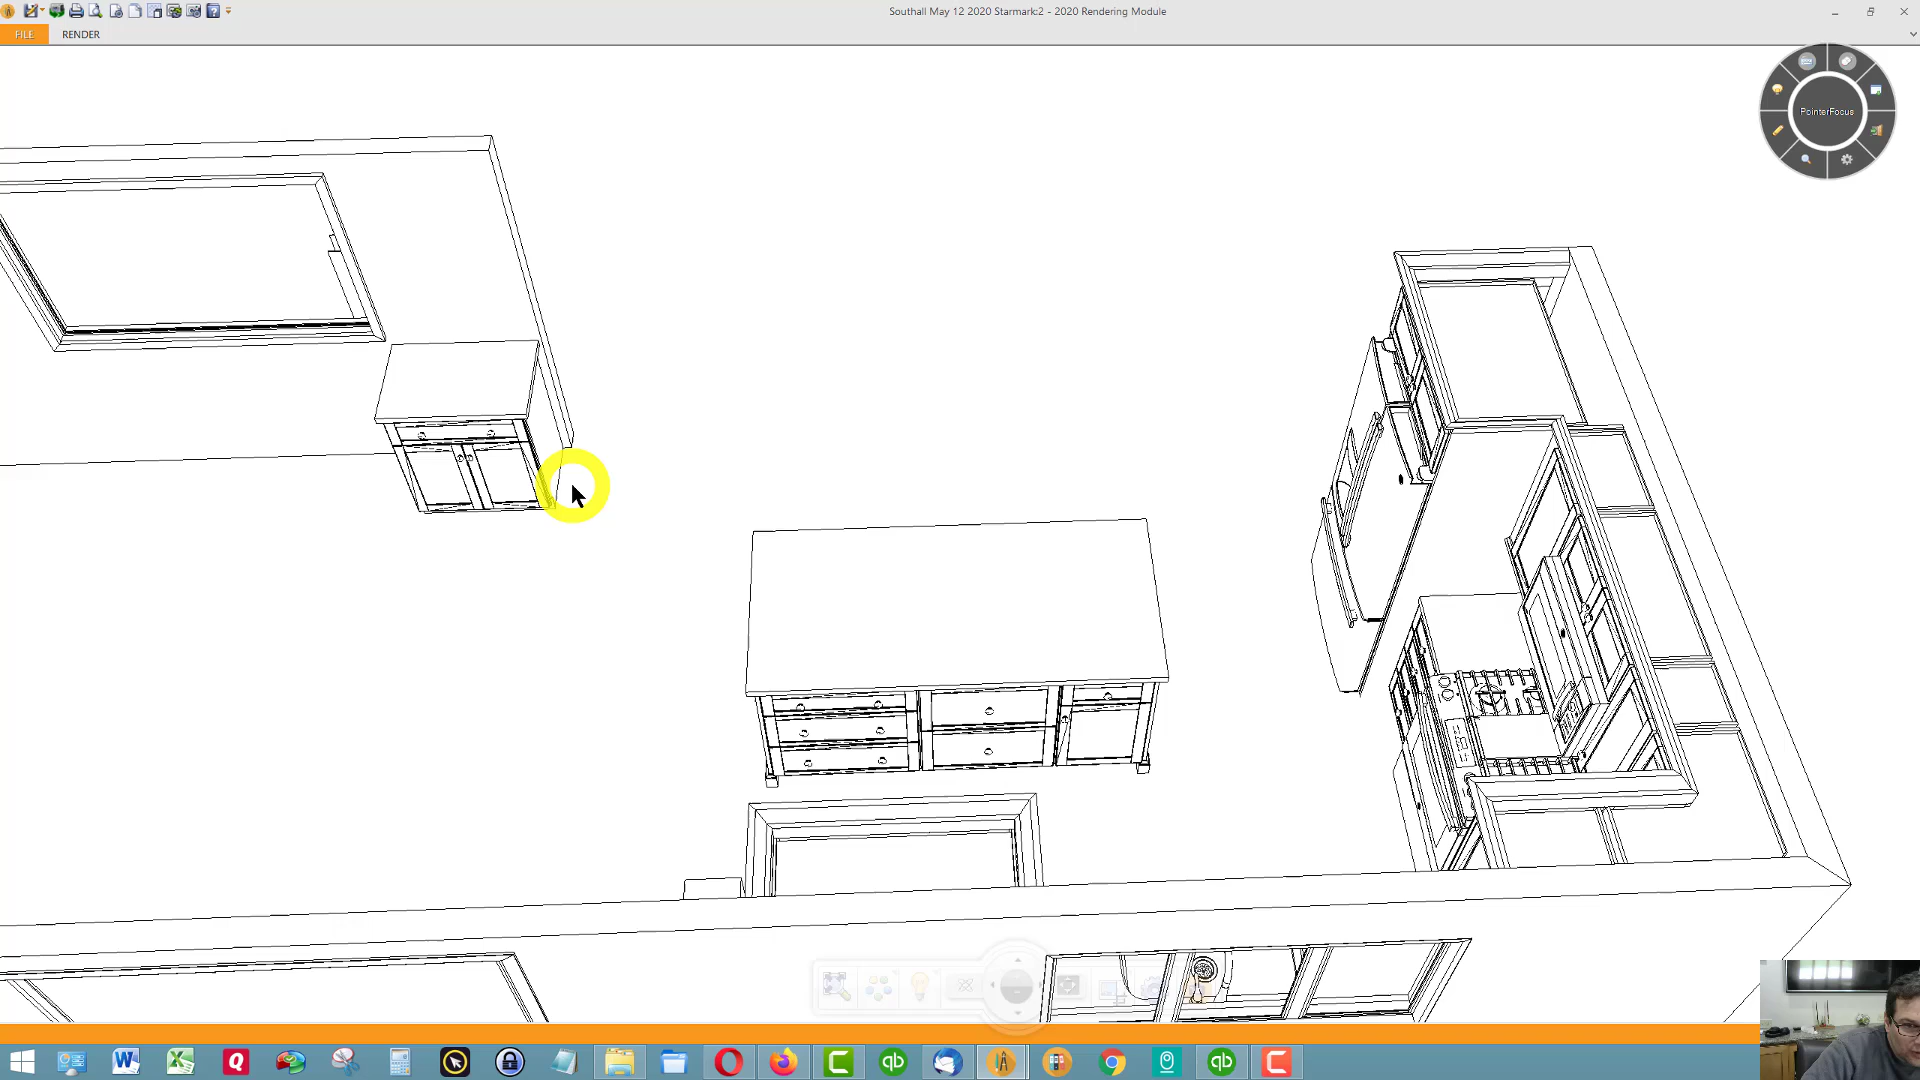 Southall May 12 2020 Starmark:2 - 2020 Rendering Module
FILE
RENDER
PointerFocus